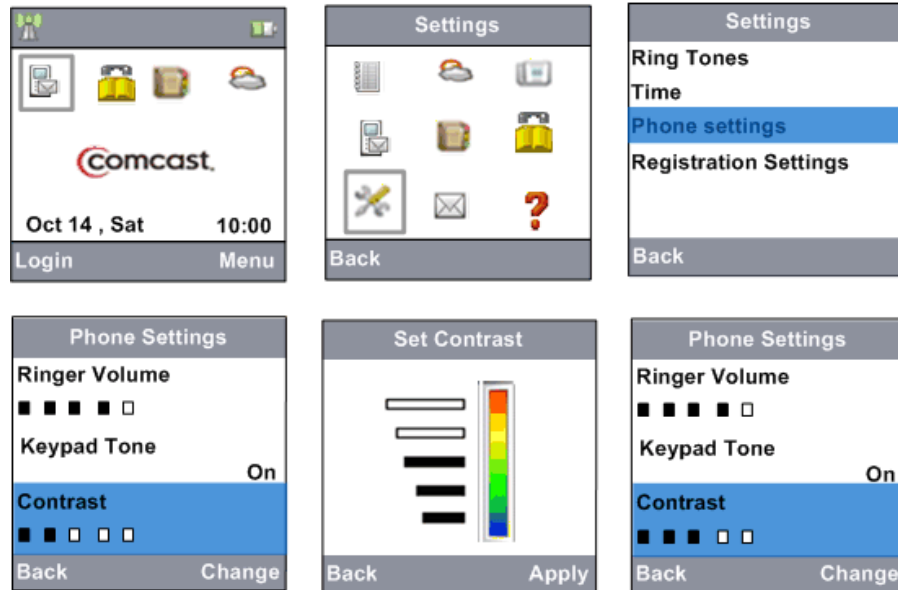 Oct 14 , Sat 10:00
Login Menu
comcast.
Settings
Back
Settings
Ring Tones
Time
Phone settings
Registration Settings
Back
Phone Settings
Ringer Volume
Keypad Tone
On
Contrast
Back Change
Set Contrast
Back Apply
Phone Settings
Ringer Volume
Keypad Tone
On
Contrast
Back Change